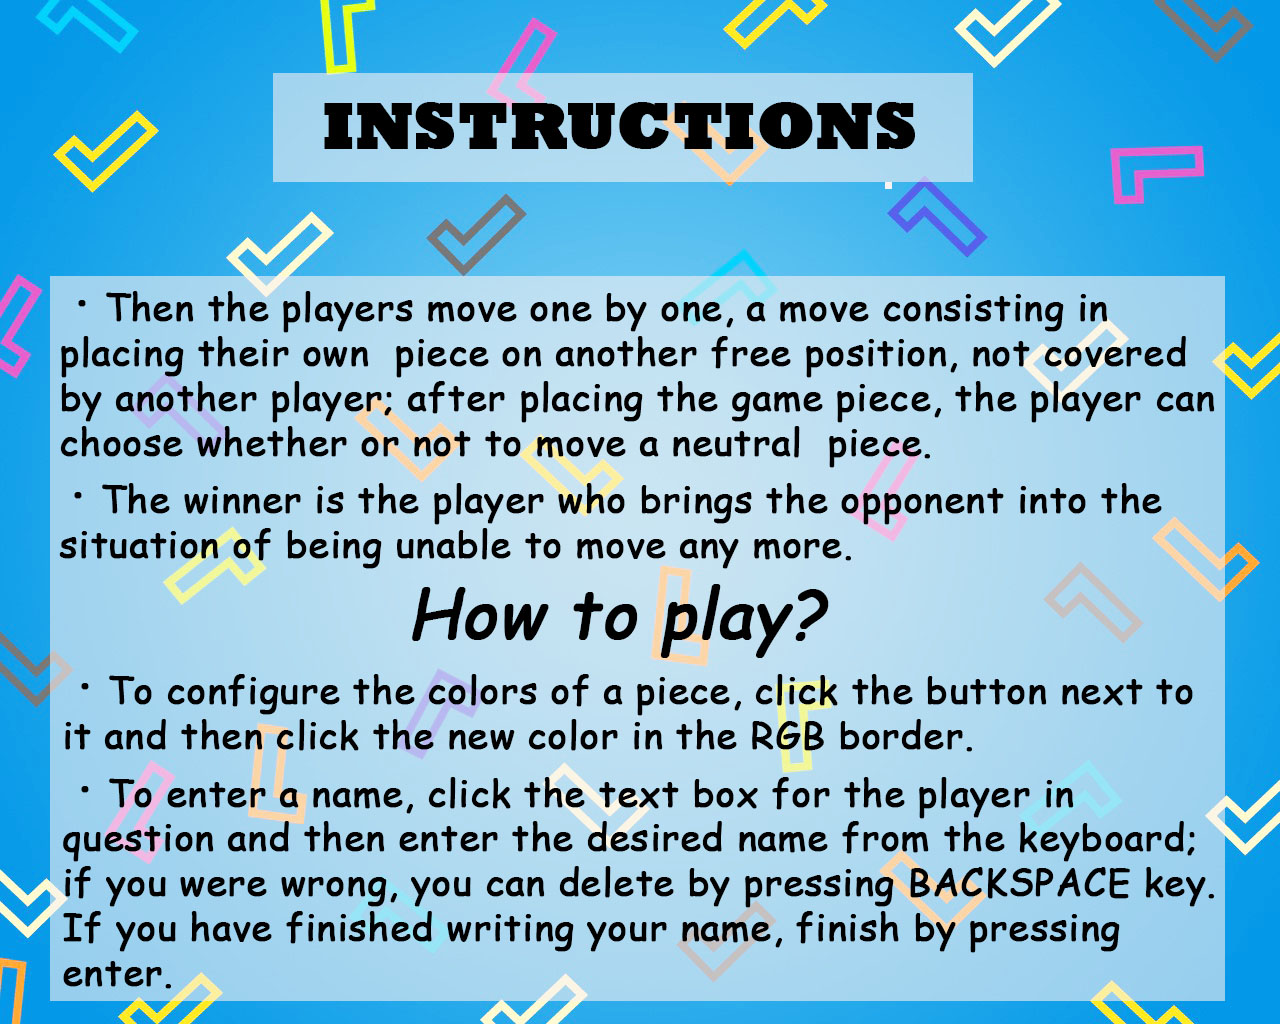 INSTRUCTIONS
· Then the players move one by one, a move consisting in
placing their own  piece on another free position, not covered
by another player; after placing the game piece, the player can
choose whether or not to move a neutral  piece.
· The winner is the player who brings the opponent into the
situation of being unable to move any more.
How to play?
· To configure the colors of a piece, click the button next to
it and then click the new color in the RGB border.
· To enter a name, click the text box for the player in
question and then enter the desired name from the keyboard;
if you were wrong, you can delete by pressing BACKSPACE key.
If you have finished writing your name, finish by pressing
enter.